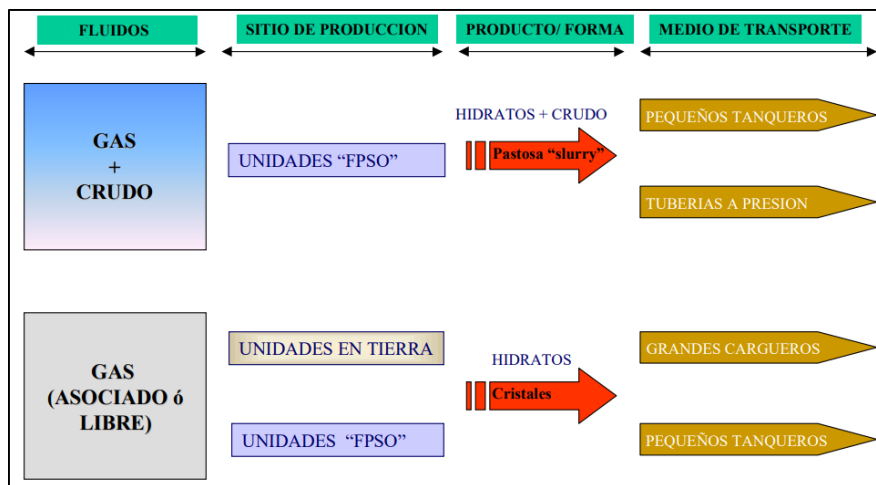 FLUIDOS
SITIO DE PRODUCCION
PRODUCTO/ FORMA
MEDIO DE TRANSPORTE
GAS
+
CRUDO
UNIDADES “FPSO”
HIDRATOS + CRUDO
Pastosa “slurry”
PEQUEÑOS TANQUEROS
TUBERIAS A PRESION
GAS
(ASOCIADO ó
LIBRE)
UNIDADES EN TIERRA
UNIDADES “FPSO”
HIDRATOS
Cristales
GRANDES CARGUEROS
PEQUEÑOS TANQUEROS